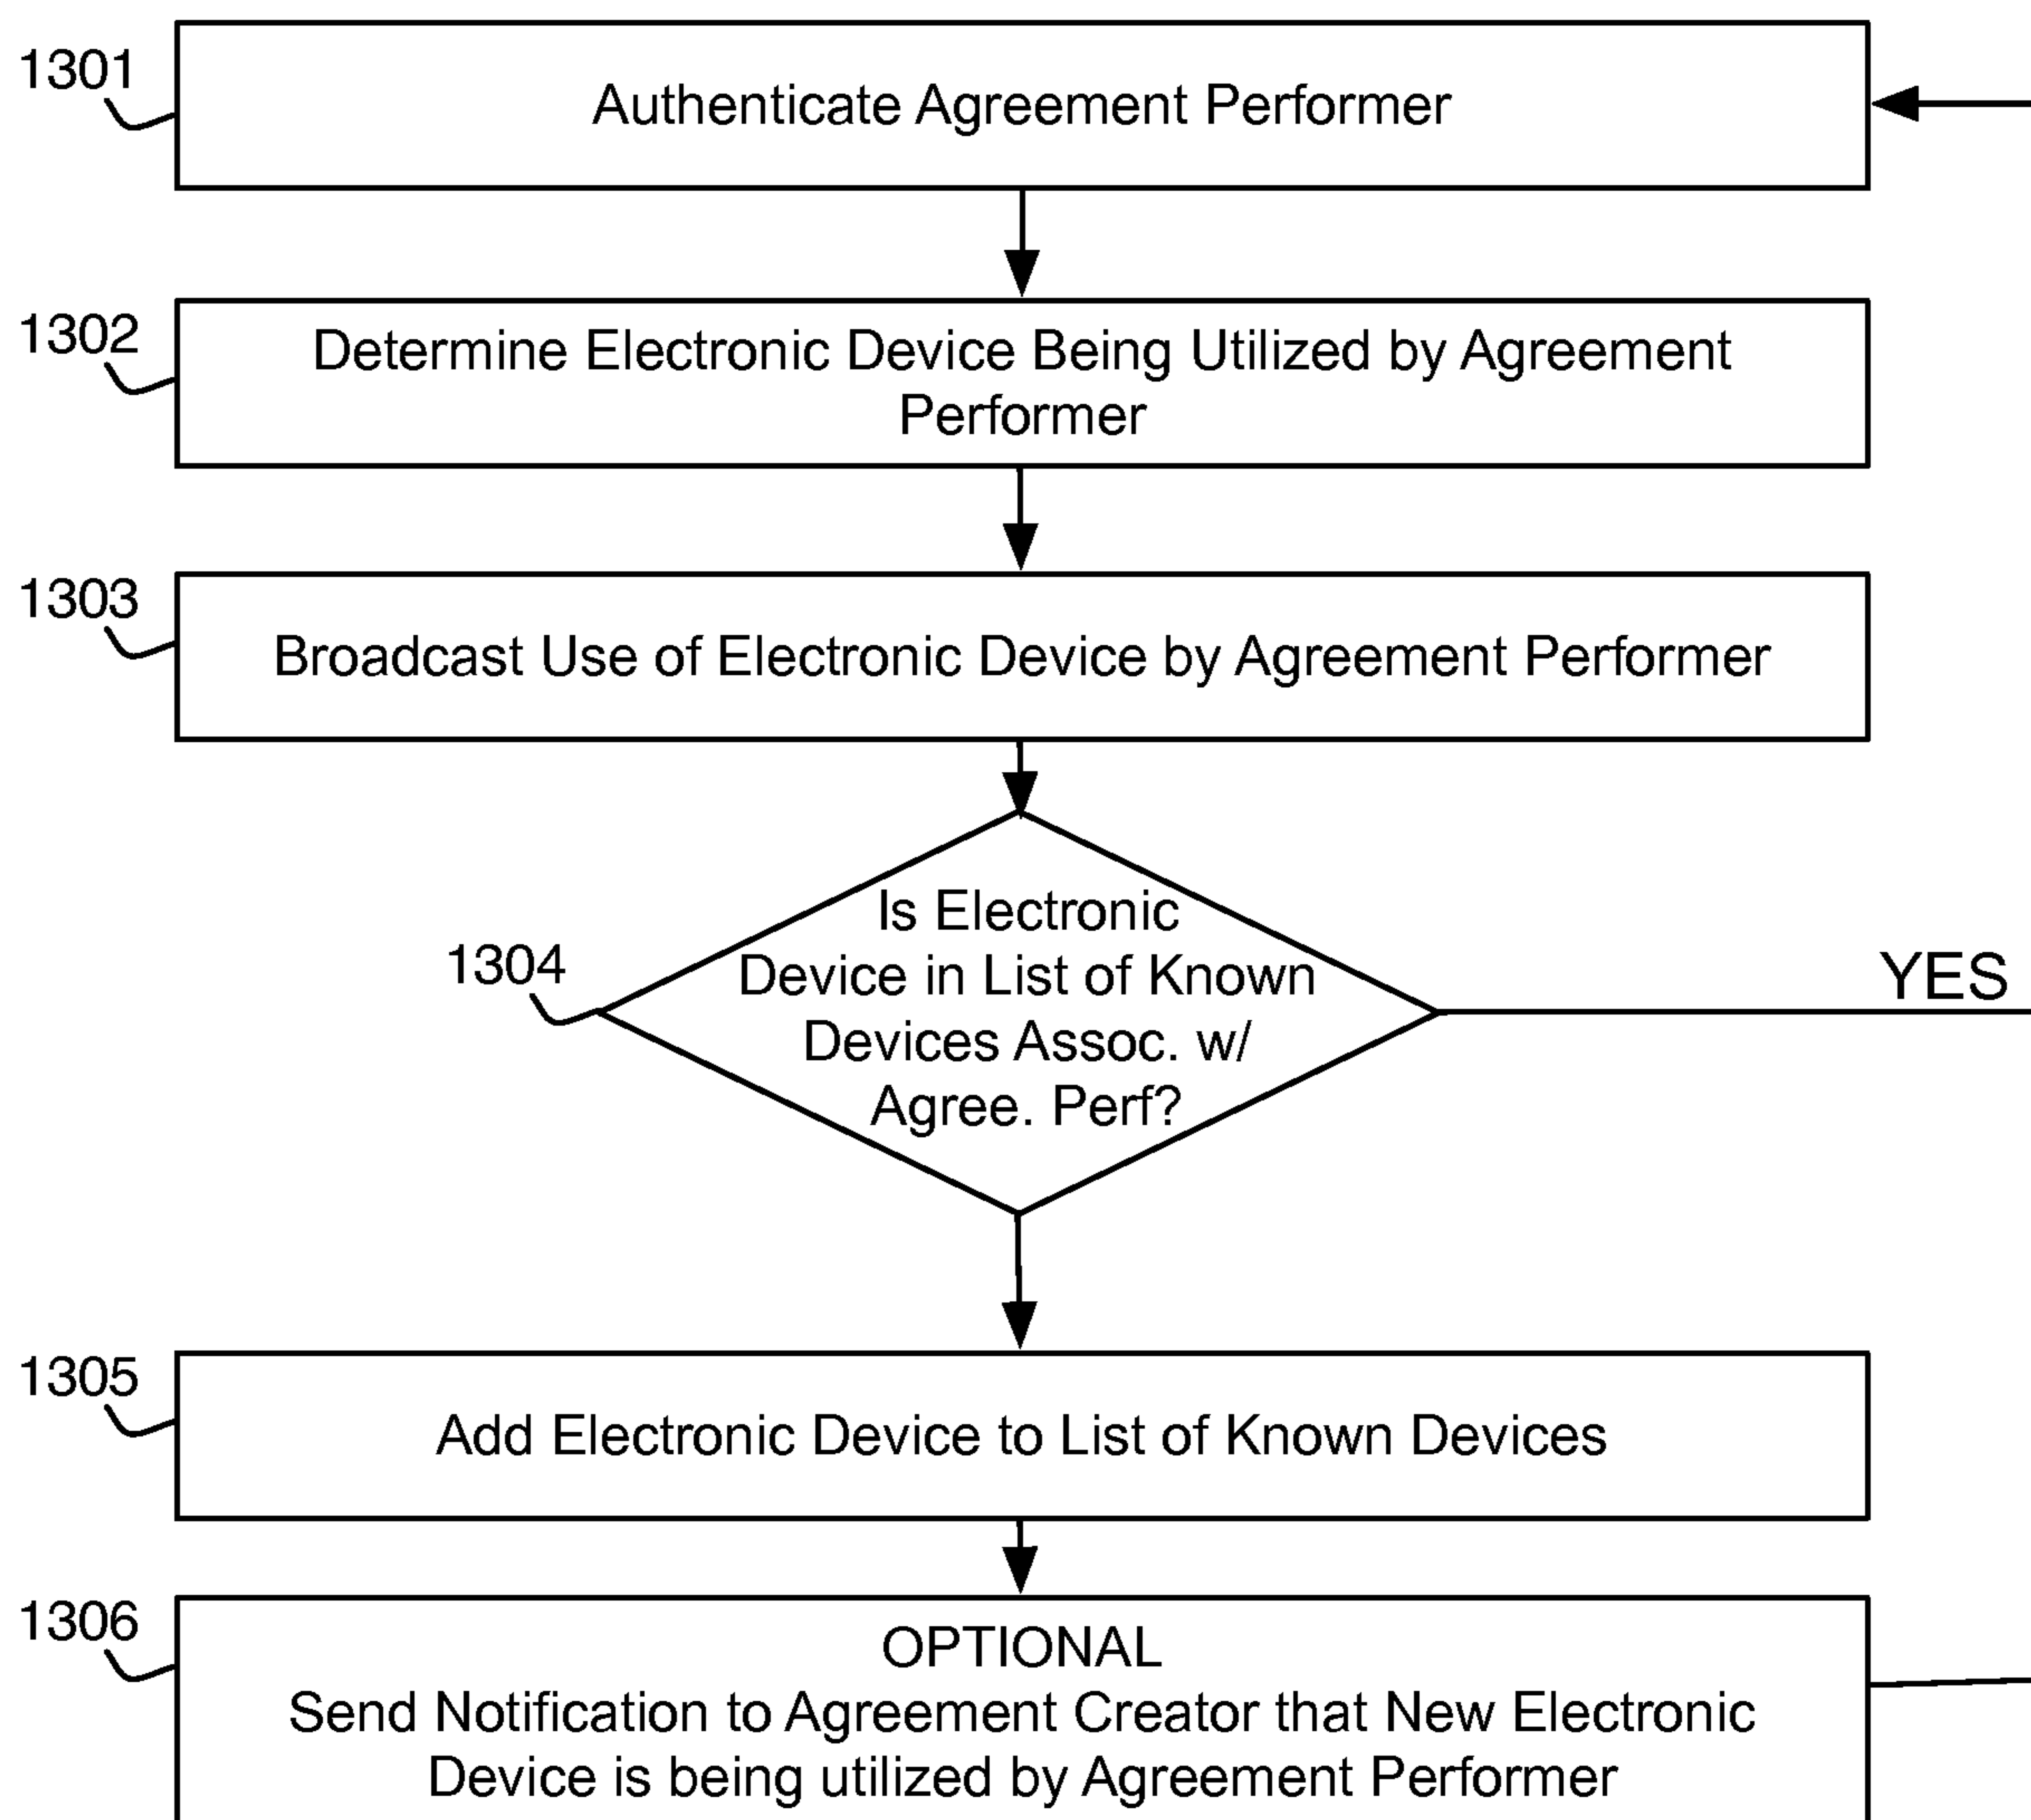 1301
Authenticate Agreement Performer
1302
Determine Electronic Device Being Utilized by Agreement
Performer
1303
Broadcast Use of Electronic Device by Agreement Performer
1304
Is Electronic
Device in List of Known
Devices Assoc. w/
Agree. Perf?
YES
1305
Add Electronic Device to List of Known Devices
1306
OPTIONAL
Send Notification to Agreement Creator that New Electronic
Device is being utilized by Agreement Performer